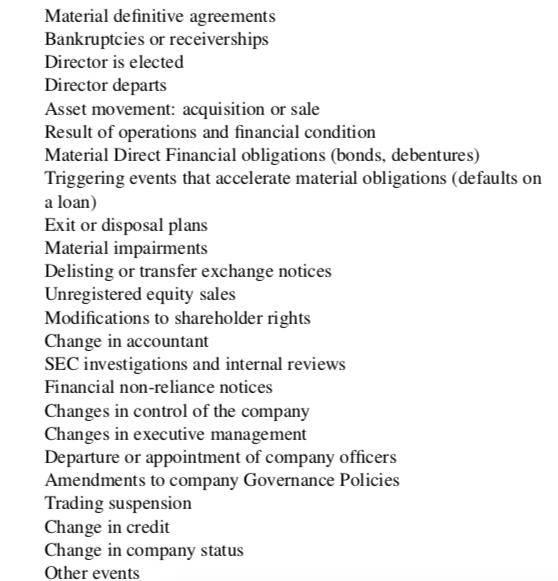 Material definitive agreements
Bankruptcies or receiverships
Director is elected
Director departs
Asset movement: acquisition or sale
Result of operations and financial condition
Material Direct Financial obligations (bonds, debentures)
Triggering events that accelerate material obligations (defaults on
a loan)
Exit or disposal plans
Material impairments
Delisting or transfer exchange notices
Unregistered equity sales
Modifications to shareholder rights
Change in accountant
SEC investigations and internal reviews
Financial non-reliance notices
Changes in control of the company
Changes in executive management
Departure or appointment of company officers
Amendments to company Governance Policies
Trading suspension
Change in credit
Change in company status
Other events